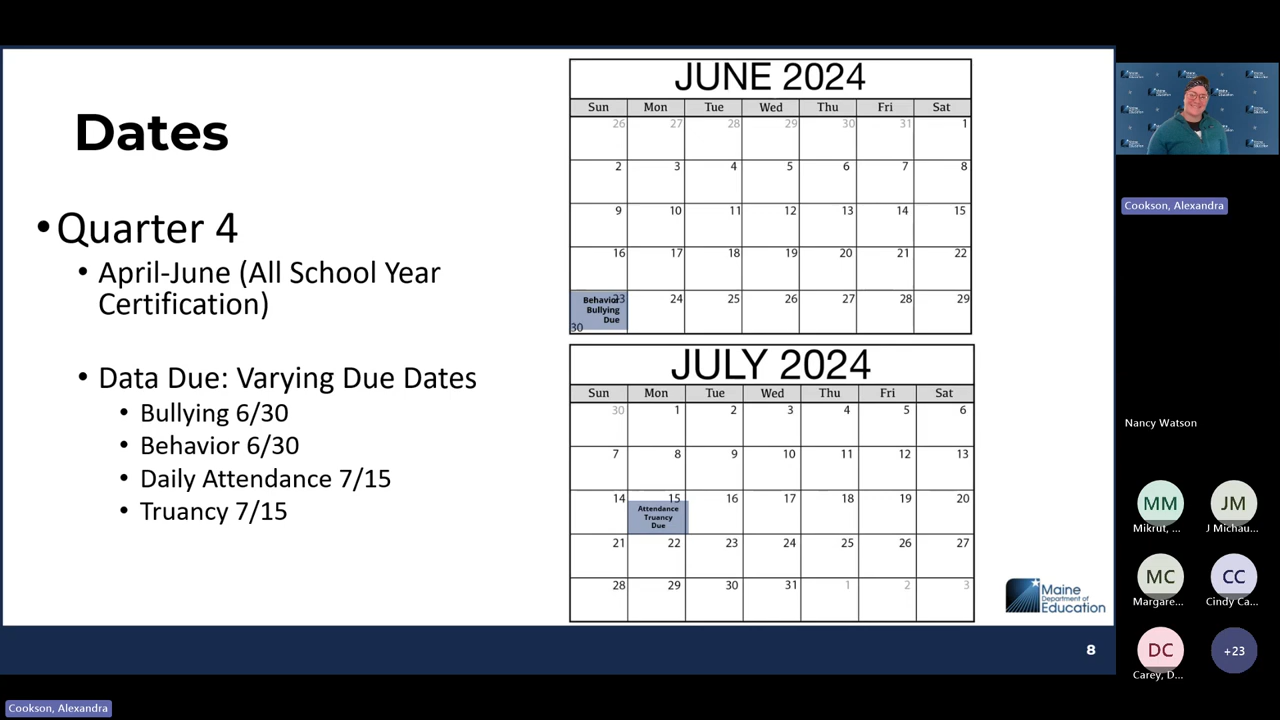 Dates
• Quarter 4
• April-June (All School Year
Certification)
• Data Due: Varying Due Dates
• Bullying 6/30
• Behavior 6/30
• Daily Attendance 7/15
• Truancy 7/15
JUNE 2024
Sun Mon Tue Wed Thu Fri Sat
26 27 28 29 30 31 1
2 3 4 5 6 7 8
9 10 11 12 13 14 15
16 17 18 19 20 21 22
23 24 25 26 27 28 29
Behavior
Bullying
Due
30
JULY 2024
Sun Mon Tue Wed Thu Fri Sat
30 1 2 3 4 5 6
7 8 9 10 11 12 13
14 15 16 17 18 19 20
Attendance
Truancy
Due
21 22 23 24 25 26 27
28 29 30 31 1 2 3
Maine
Department of
Education
8
Cookson, Alexandra
Nancy Watson
MM JM
Mikrut, ... J Michau...
MC CC
Margare... Cindy Ca...
DC +23
Carey, D...
Cookson, Alexandra